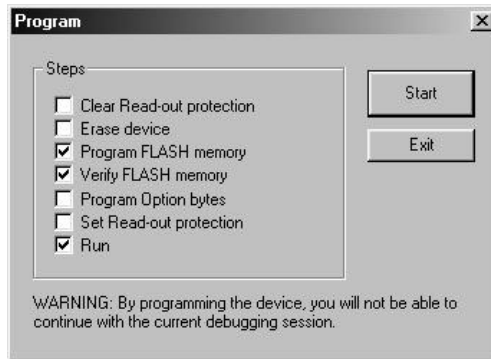 Program
Steps
Clear Read-out protection
Erase device
Program FLASH memory
Verify FLASH memory
Program Option bytes
Set Read-out protection
Run
Start
Exit
WARNING: By programming the device, you will not be able to
continue with the current debugging session.